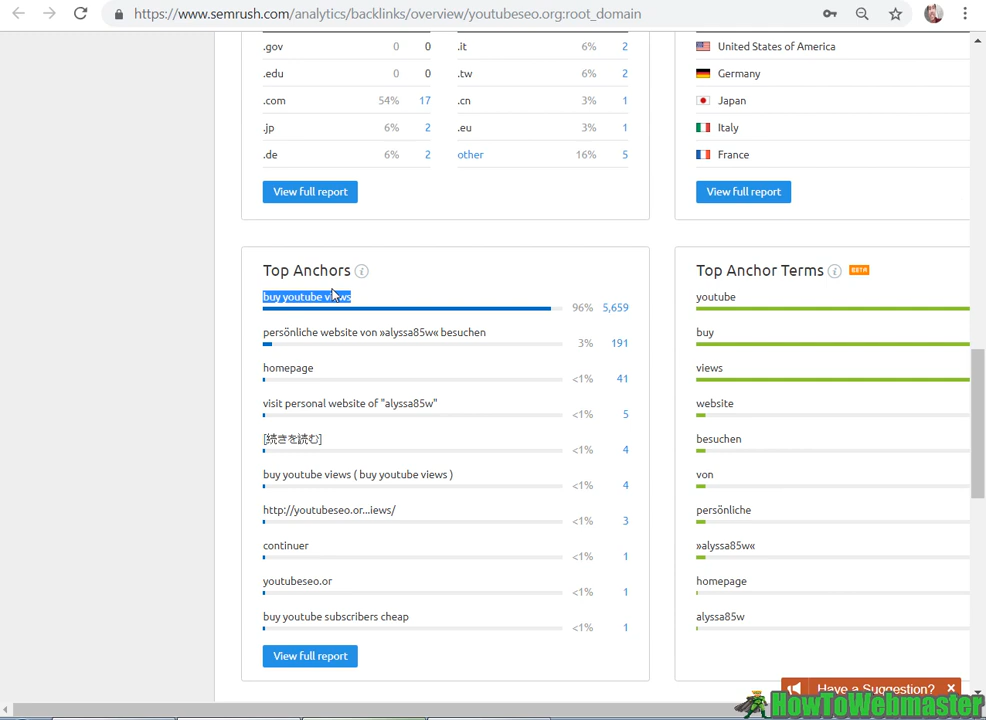 https://www.semrush.com/analytics/backlinks/overview/youtubeseo.org:root_domain
.gov 0 0
.edu 0 0
.com 54% 17
.jp 6% 2
.de 6% 2
.it 6% 2
.tw 6% 2
.cn 3% 1
.eu 3% 1
other 16% 5
View full report
United States of America
Germany
Japan
Italy
France
View full report
Top Anchors i
buy youtube views
96% 5,659
persönliche website von »alyssa85w« besuchen
3% 191
homepage
<1% 41
visit personal website of "alyssa85w"
<1% 5
[続きを読む]
<1% 4
buy youtube views ( buy youtube views )
<1% 4
http://youtubeseo.or...iews/
<1% 3
continuer
<1% 1
youtubeseo.or
<1% 1
buy youtube subscribers cheap
<1% 1
View full report
Top Anchor Terms i BETA
youtube
buy
views
website
besuchen
von
persönliche
»alyssa85w«
homepage
alyssa85w
Have a Suggestion? ×
HowToWebmaster